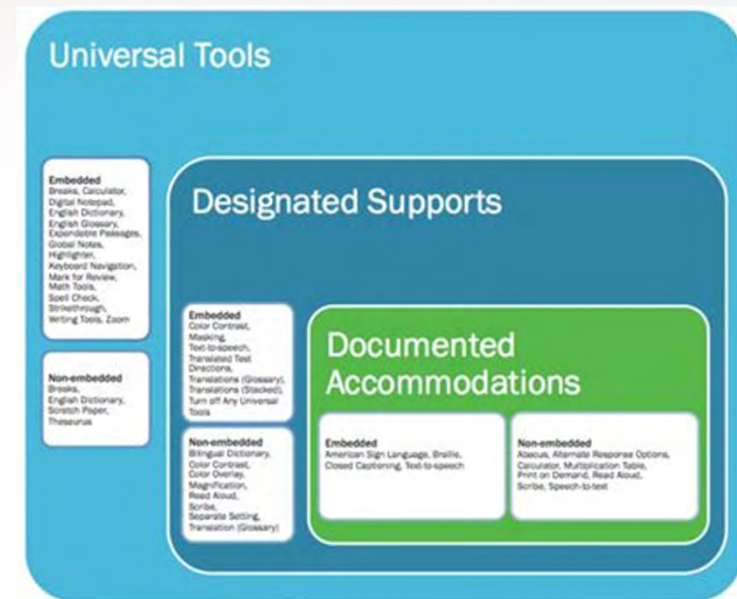 Universal Tools
Embedded
Breaks, Calculator,
Digital Notepad,
English Dictionary,
English Glossary,
Expandable Passages,
Global Notes,
Highlighter,
Keyboard Navigation,
Mark for Review,
Math Tools,
Spell Check,
Strikethrough,
Writing Tools, Zoom
Non-embedded
Breaks,
English Dictionary,
Scratch Paper,
Thesaurus
Designated Supports
Embedded
Color Contrast,
Masking,
Text-to-speech,
Translated Test
Directions,
Translations (Glossary),
Translations (Stacked),
Turn off Any Universal
Tools
Non-embedded
Bilingual Dictionary,
Color Contrast,
Color Overlay,
Magnification,
Read Aloud,
Scribe,
Separate Setting,
Translation (Glossary)
Documented
Accommodations
Embedded
American Sign Language, Braille,
Closed Captioning, Text-to-speech
Non-embedded
Abacus, Alternate Response Options,
Calculator, Multiplication Table,
Print on Demand, Read Aloud,
Scribe, Speech-to-text